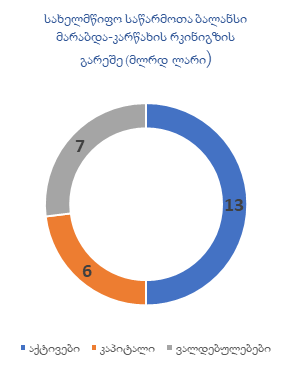 სახელმწიფო საწარმოთა ბალანსი
მარაბდა-კარწახის რკინიგზის
გარეშე (მლრდ ლარი)
7
13
6
აქტივები
კაპიტალი
ვალდებულებები